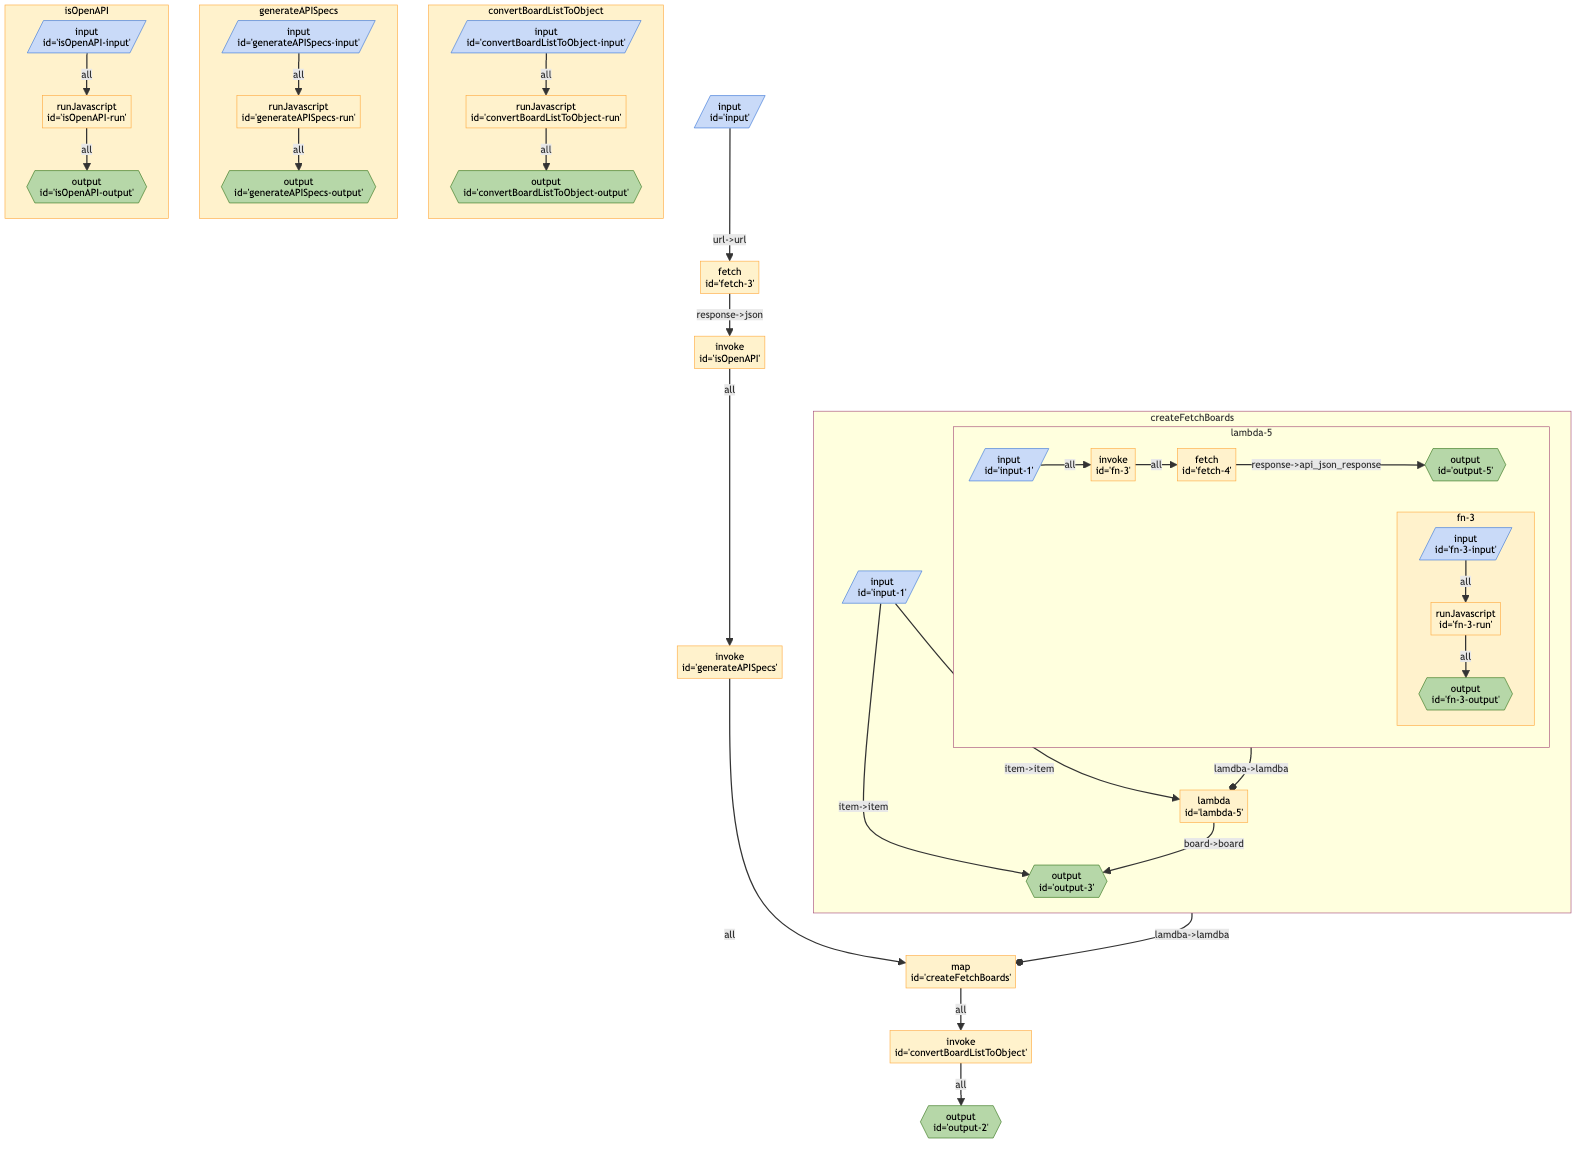 isOpenAPI
input
id='isOpenAPI-input'
all
runJavascript
id='isOpenAPI-run'
all
output
id='isOpenAPI-output'
generateAPISpecs
input
id='generateAPISpecs-input'
all
runJavascript
id='generateAPISpecs-run'
all
output
id='generateAPISpecs-output'
convertBoardListToObject
input
id='convertBoardListToObject-input'
all
runJavascript
id='convertBoardListToObject-run'
all
output
id='convertBoardListToObject-output'
input
id='input'
url->url
fetch
id='fetch-3'
response->json
invoke
id='isOpenAPI'
all
invoke
id='generateAPISpecs'
all
createFetchBoards
lambda-5
input
id='input-1'
all
invoke
id='fn-3'
all
fetch
id='fetch-4'
response->api_json_response
output
id='output-5'
fn-3
input
id='fn-3-input'
all
runJavascript
id='fn-3-run'
all
output
id='fn-3-output'
input
id='input-1'
item->item
item->item
lamdba->lamdba
lambda
id='lambda-5'
board->board
output
id='output-3'
lamdba->lamdba
map
id='createFetchBoards'
all
invoke
id='convertBoardListToObject'
all
output
id='output-2'